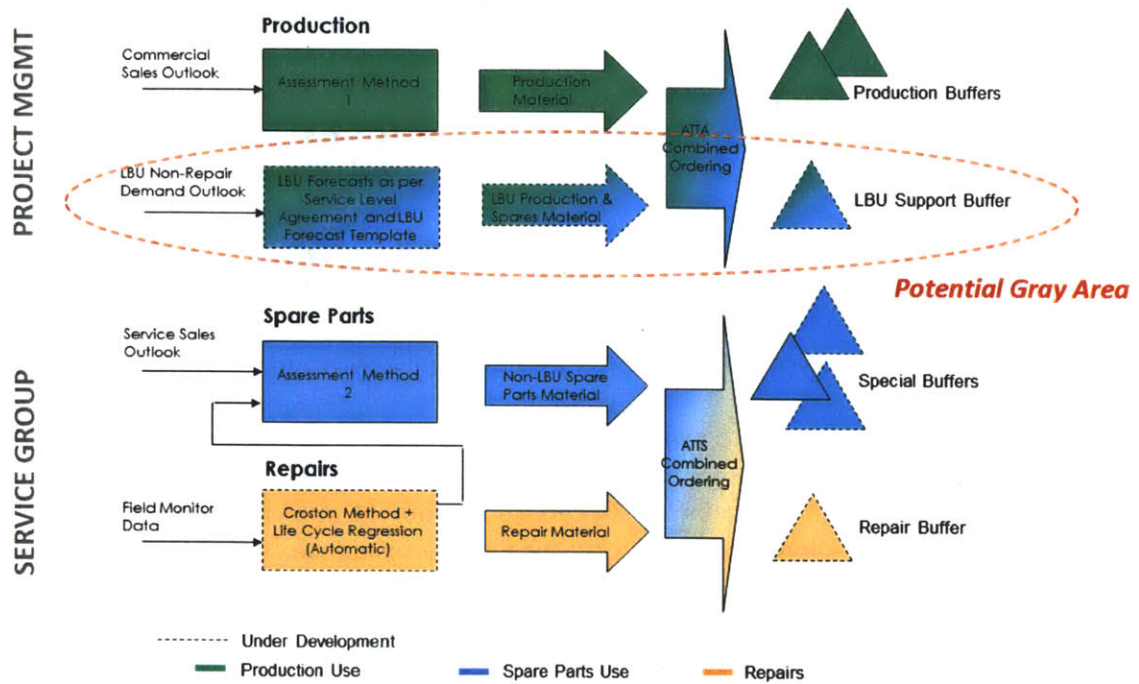 PROJECT MGMT
Production
Commercial
Sales Outlook
Assessment Method
1
Production
Material
ATTA
Combined
Ordering
Production Buffers
LBU Non-Repair
Demand Outlook
LBU Forecasts as per
Service Level
Agreement and LBU
Forecast Template
LBU Production &
Spares Material
LBU Support Buffer
Potential Gray Area
SERVICE GROUP
Spare Parts
Service Sales
Outlook
Assessment Method
2
Non-LBU Spare
Parts Material
ATTS
Combined
Ordering
Special Buffers
Repairs
Field Monitor
Data
Croston Method +
Life Cycle Regression
(Automatic)
Repair Material
Repair Buffer
Under Development
Production Use
Spare Parts Use
Repairs